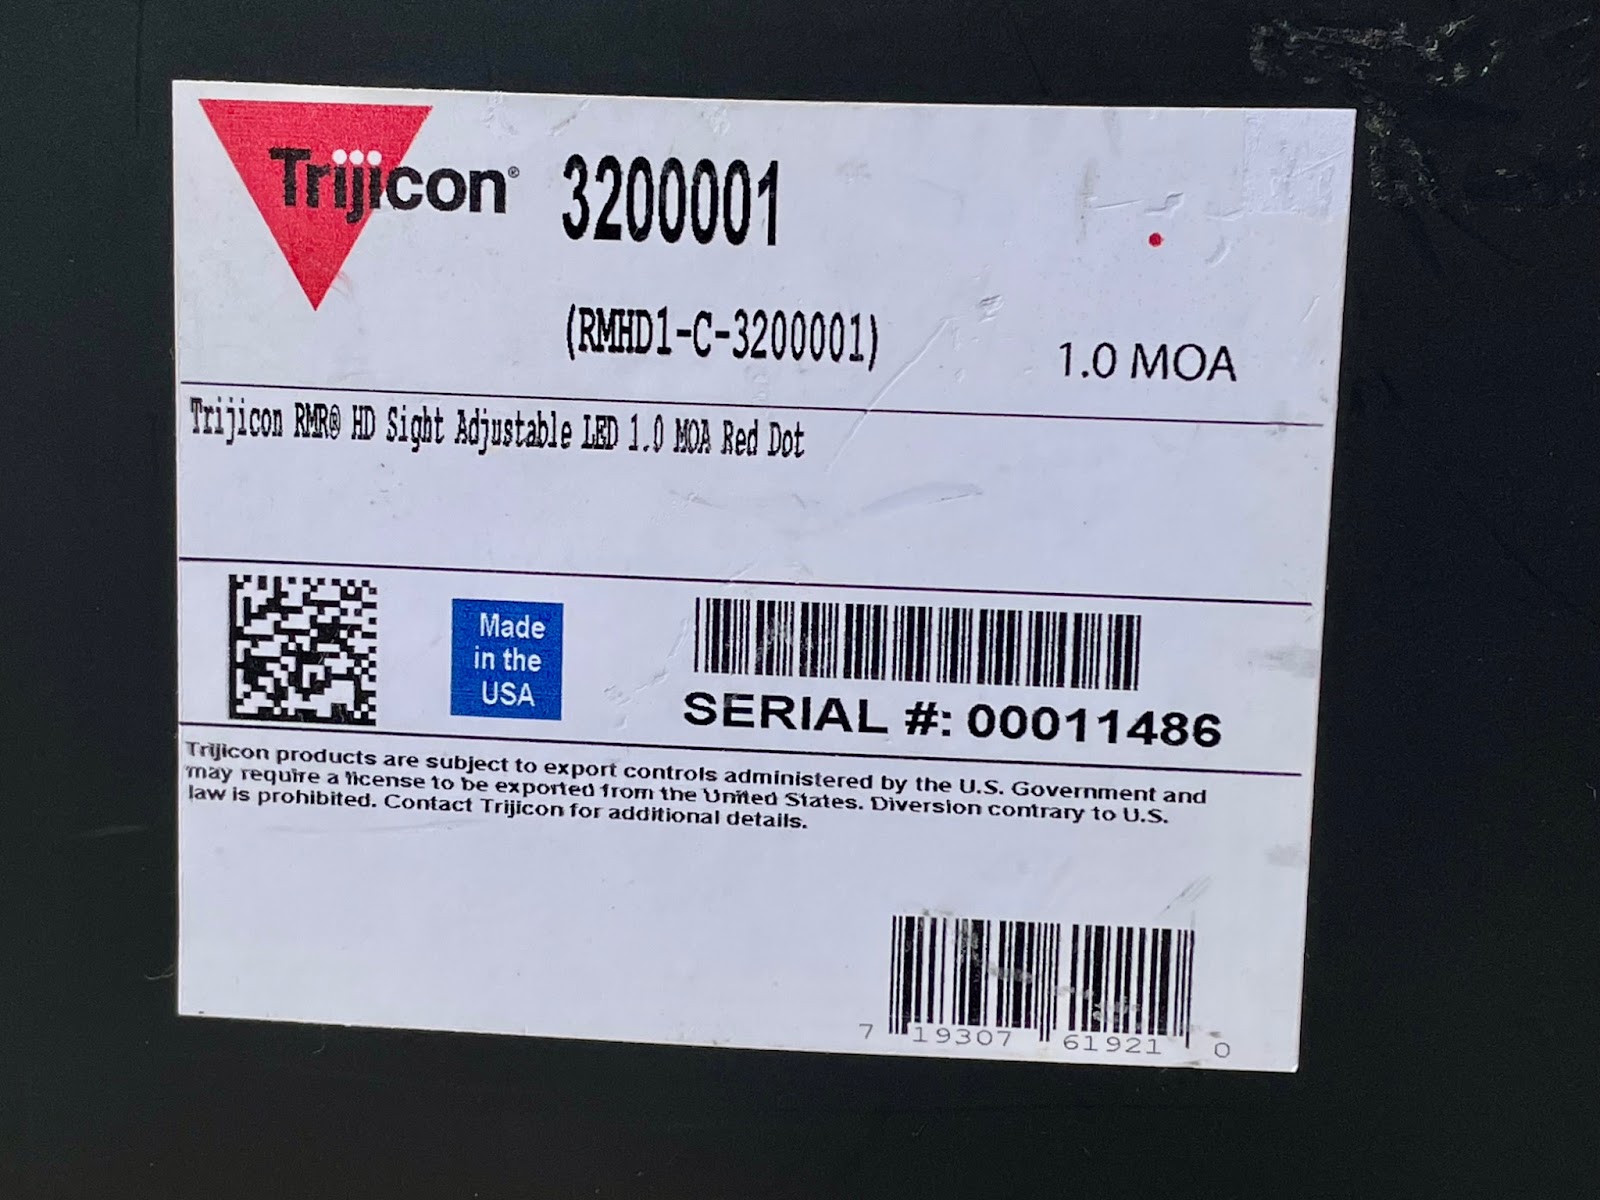 Trijicon® 3200001
(RMHD1-C-3200001)
1.0 MOA
Trijicon RMR® HD Sight Adjustable LED 1.0 MOA Red Dot
Made
in the
USA
SERIAL #: 00011486
Trijicon products are subject to export controls administered by the U.S. Government and
may require a license to be exported from the United States. Diversion contrary to U.S.
law is prohibited. Contact Trijicon for additional details.
7 19307 61921 0